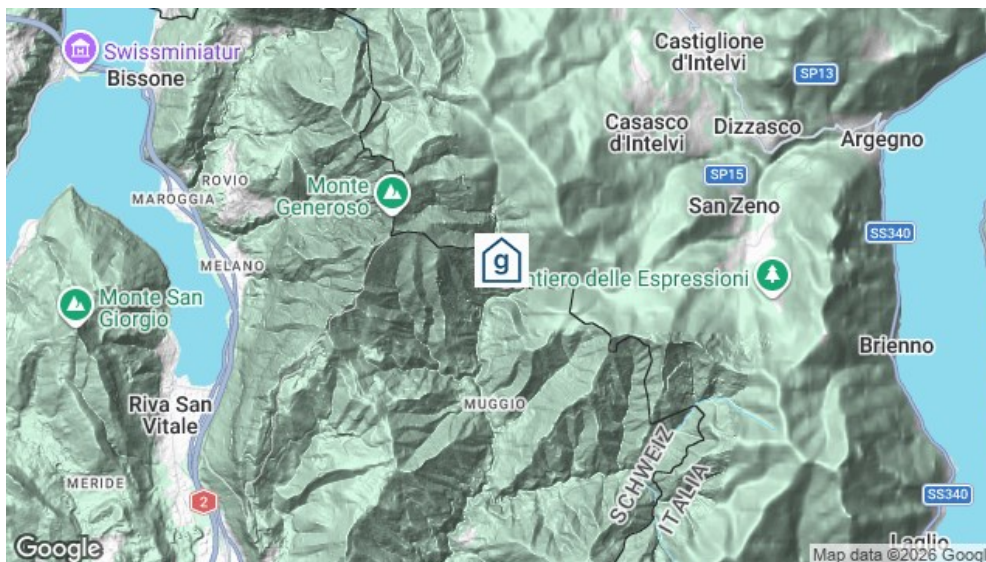 Swissminiatur
Bissone
Castiglione
d'Intelvi
SP13
Casasco
d'Intelvi
Dizzasco
Argegno
ROVIO
MAROGGIA
Monte
Generoso
SP15
San Zeno
SS340
MELANO
g
ntiero delle Espressioni
Monte San
Giorgio
Brienno
Riva San
Vitale
MUGGIO
MERIDE
2
SCHWEIZ
ITALIA
SS340
Laglio
Google
Map data ©2026 Googl